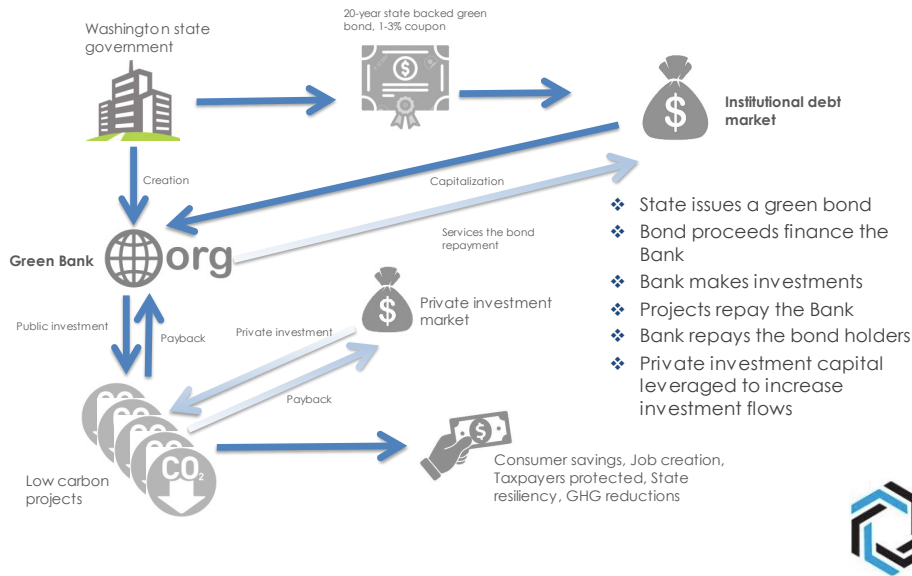 20-year state backed green
bond, 1-3% coupon
Washington state
government
$
$
Institutional debt
market
Creation
Capitalization
Services the bond
repayment
Green Bank
org
❖ State issues a green bond
❖ Bond proceeds finance the
Bank
❖ Bank makes investments
❖ Projects repay the Bank
❖ Bank repays the bond holders
❖ Private investment capital
leveraged to increase
investment flows
$
Private investment
market
Public investment
Payback
Private investment
Payback
CO2
$
Low carbon
projects
Consumer savings, Job creation,
Taxpayers protected, State
resiliency, GHG reductions